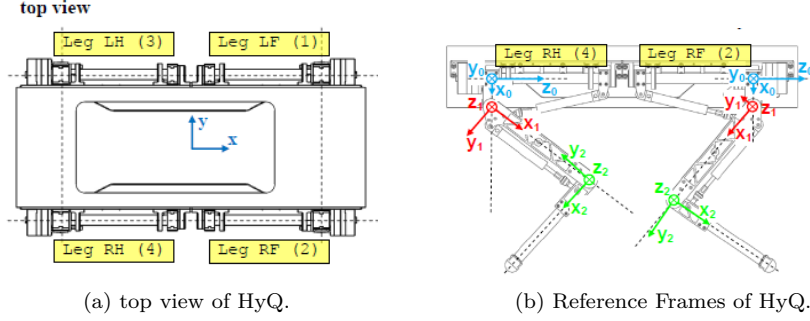 top view
Leg LH (3)
Leg LF (1)
y
x
Leg RH (4)
Leg RF (2)
(a) top view of HyQ.
Leg RH (4)
Leg RF (2)
y₀
x₀
z₀
y₀
x₀
z₀
z₁
x₁
y₁
y₁
z₁
x₁
y₂
z₂
x₂
z₂
x₂
y₂
(b) Reference Frames of HyQ.